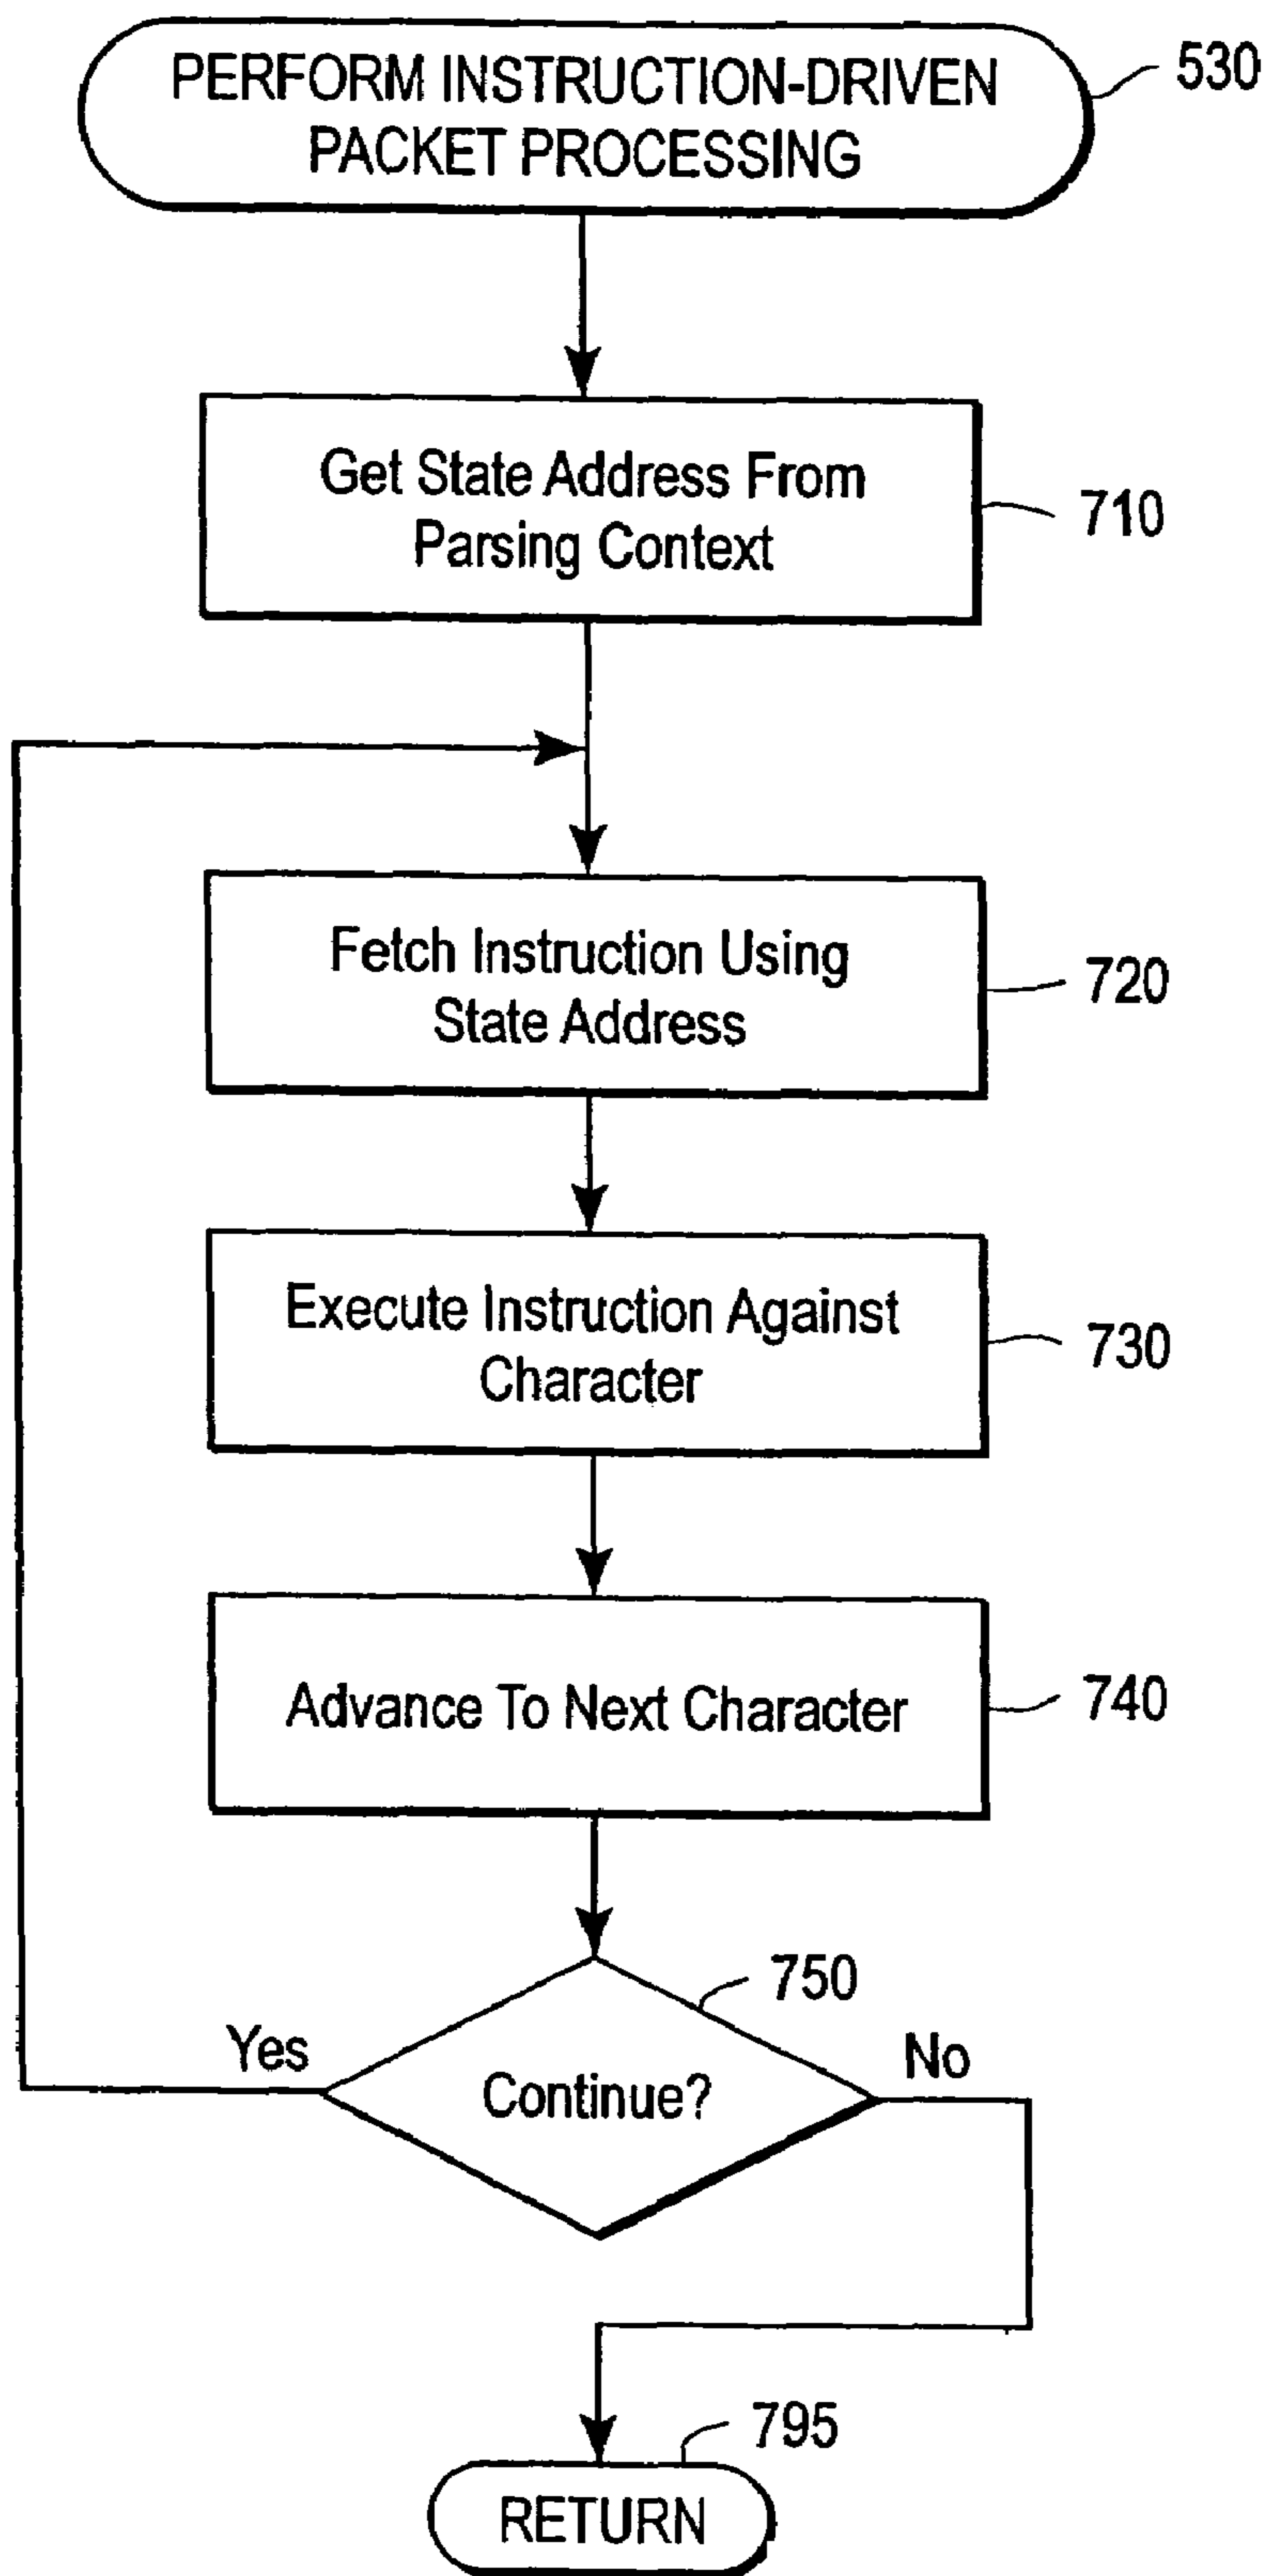 PERFORM INSTRUCTION-DRIVEN
PACKET PROCESSING
530
Get State Address From
Parsing Context
710
Fetch Instruction Using
State Address
720
Execute Instruction Against
Character
730
Advance To Next Character
740
750
Yes
Continue?
No
795
RETURN